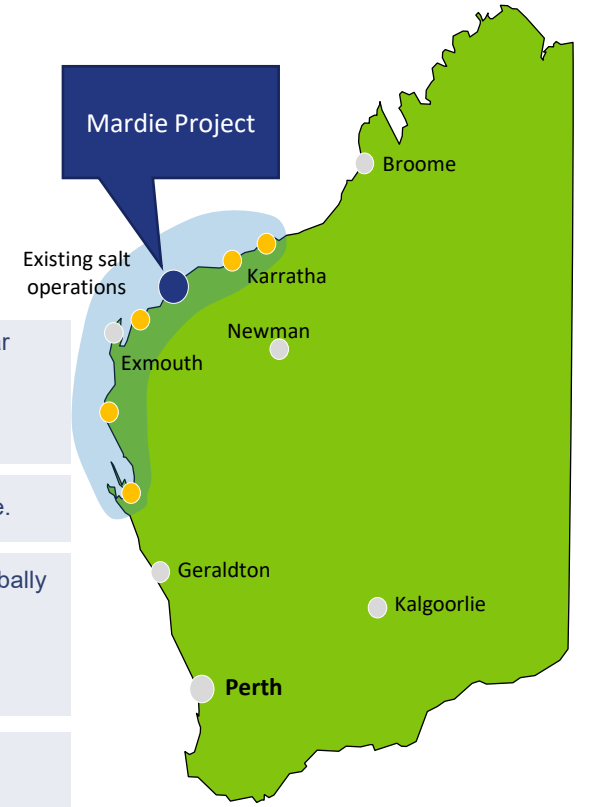 Mardie Project
Broome
Existing salt
operations
Karratha
Newman
Exmouth
Geraldton
Kalgoorlie
Perth